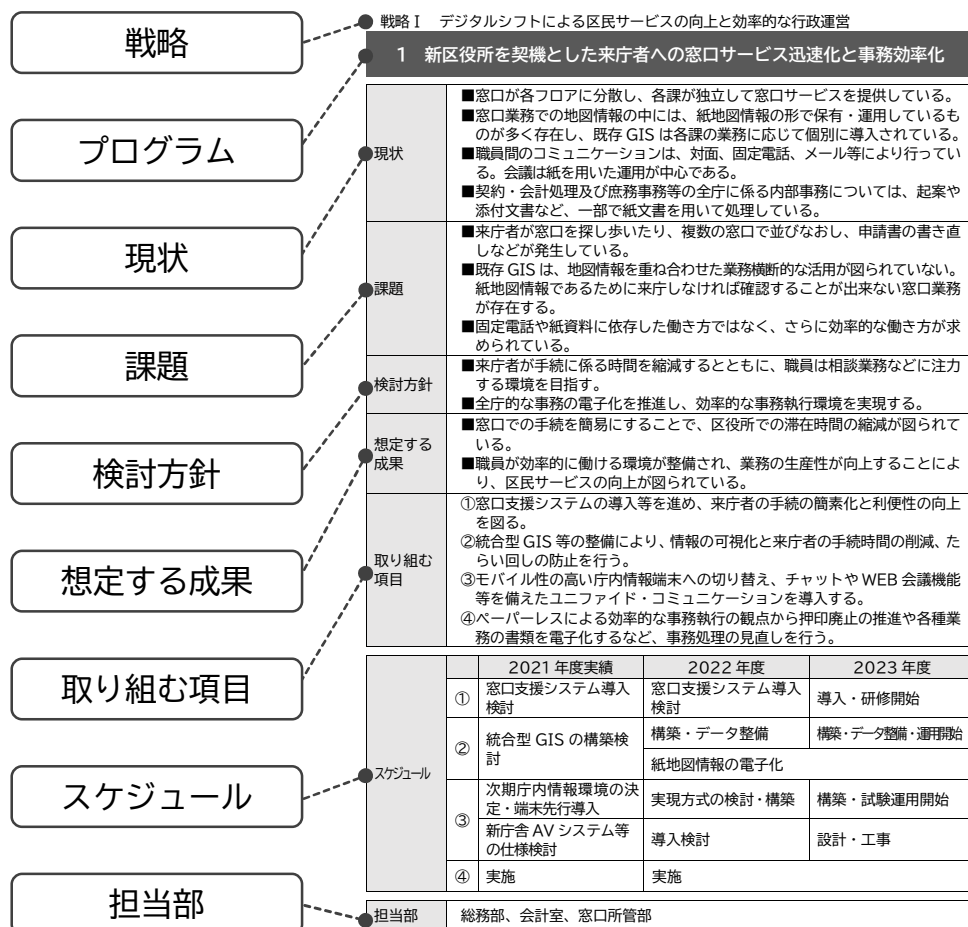 戦略
プログラム
現状
課題
検討方針
想定する成果
取り組む項目
スケジュール
担当部
戦略Ⅰ　デジタルシフトによる区民サービスの向上と効率的な行政運営
1　新区役所を契機とした来庁者への窓口サービス迅速化と事務効率化
現状
■窓口が各フロアに分散し、各課が独立して窓口サービスを提供している。
■窓口業務での地図情報の中には、紙地図情報の形で保有・運用しているも
のが多く存在し、既存 GIS は各課の業務に応じて個別に導入されている。
■職員間のコミュニケーションは、対面、固定電話、メール等により行ってい
る。会議は紙を用いた運用が中心である。
■契約・会計処理及び庶務事務等の全庁に係る内部事務については、起案や
添付文書など、一部で紙文書を用いて処理している。
課題
■来庁者が窓口を探し歩いたり、複数の窓口で並びなおし、申請書の書き直
しなどが発生している。
■既存 GIS は、地図情報を重ね合わせた業務横断的な活用が図られていない。
紙地図情報であるために来庁しなければ確認することが出来ない窓口業務
が存在する。
■固定電話や紙資料に依存した働き方ではなく、さらに効率的な働き方が求
められている。
検討方針
■来庁者が手続に係る時間を縮減するとともに、職員は相談業務などに注力
する環境を目指す。
■全庁的な事務の電子化を推進し、効率的な事務執行環境を実現する。
想定する
成果
■窓口での手続を簡易にすることで、区役所での滞在時間の縮減が図られて
いる。
■職員が効率的に働ける環境が整備され、業務の生産性が向上することによ
り、区民サービスの向上が図られている。
取り組む
項目
①窓口支援システムの導入等を進め、来庁者の手続の簡素化と利便性の向上
を図る。
②統合型 GIS 等の整備により、情報の可視化と来庁者の手続時間の削減、た
らい回しの防止を行う。
③モバイル性の高い庁内情報端末への切り替え、チャットや WEB 会議機能
等を備えたユニファイド・コミュニケーションを導入する。
④ペーパーレスによる効率的な事務執行の観点から押印廃止の推進や各種業
務の書類を電子化するなど、事務処理の見直しを行う。
スケジュール
2021 年度実績 2022 年度 2023 年度
① 窓口支援システム導入 窓口支援システム導入 導入・研修開始
検討 検討
② 統合型 GIS の構築検 構築・データ整備 構築・データ整備・運用開始
討 紙地図情報の電子化
③ 次期庁内情報環境の決 実現方式の検討・構築 構築・試験運用開始
定・端末先行導入
新庁舎 AV システム等 導入検討 設計・工事
の仕様検討
④ 実施 実施
担当部 総務部、会計室、窓口所管部